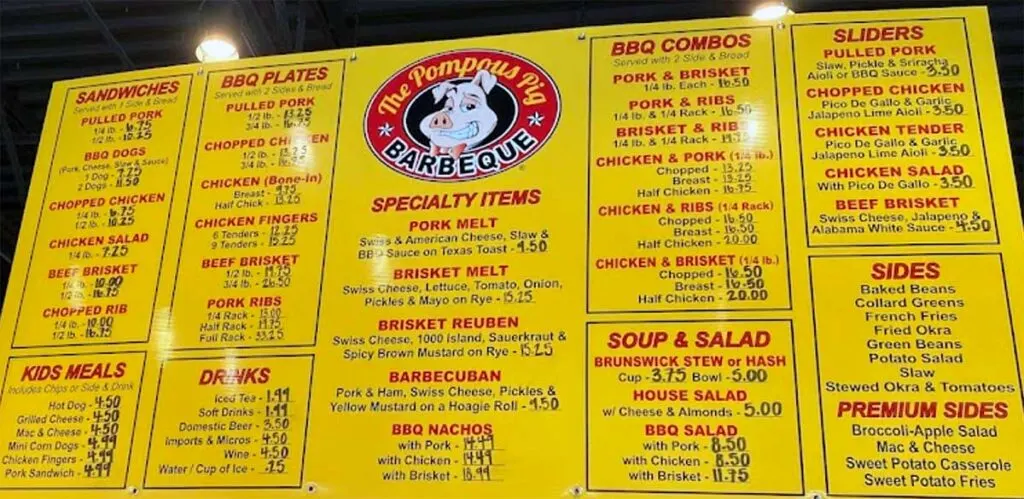 SANDWICHES
Served with 1 Side & Bread
PULLED PORK
1/4 lb. - 6.75
1/2 lb. - 10.25
BBQ DOGS
(Pork, Cheese, Slaw & Sauce)
1 Dog - 7.75
2 Dogs - 11.50
CHOPPED CHICKEN
1/4 lb. - 6.75
1/2 lb. - 10.25
CHICKEN SALAD
1/4 lb. - 7.25
BEEF BRISKET
1/4 lb. - 10.00
1/2 lb. - 16.75
CHOPPED RIB
1/4 lb. - 10.00
1/2 lb. - 16.75
KIDS MEALS
Includes Chips or Side & Drink
Hot Dog - 4.50
Grilled Cheese - 4.50
Mac & Cheese - 4.50
Mini Corn Dogs - 4.99
Chicken Fingers - 4.99
Pork Sandwich - 4.99
BBQ PLATES
Served with 2 Sides & Bread
PULLED PORK
1/2 lb. - 13.25
3/4 lb. - 16.75
CHOPPED CHICKEN
1/2 lb. - 13.25
3/4 lb. - 16.75
CHICKEN (Bone-in)
Breast - 9.75
Half Chick - 13.25
CHICKEN FINGERS
6 Tenders - 12.25
9 Tenders - 15.25
BEEF BRISKET
1/2 lb. - 19.75
3/4 lb. - 26.50
PORK RIBS
1/4 Rack - 13.00
Half Rack - 19.75
Full Rack - 33.25
DRINKS
Iced Tea - 1.99
Soft Drinks - 1.99
Domestic Beer - 3.50
Imports & Micros - 4.50
Wine - 4.50
Water / Cup of Ice - .25
The Pompous Pig
BARBEQUE
SPECIALTY ITEMS
PORK MELT
Swiss & American Cheese, Slaw &
BBQ Sauce on Texas Toast - 9.50
BRISKET MELT
Swiss Cheese, Lettuce, Tomato, Onion,
Pickles & Mayo on Rye - 15.25
BRISKET REUBEN
Swiss Cheese, 1000 Island, Sauerkraut &
Spicy Brown Mustard on Rye - 15.25
BARBECUBAN
Pork & Ham, Swiss Cheese, Pickles &
Yellow Mustard on a Hoagie Roll - 9.50
BBQ NACHOS
with Pork - 14.49
with Chicken - 14.49
with Brisket - 18.99
BBQ COMBOS
Served with 2 Sides & Bread
PORK & BRISKET
1/4 lb. Each - 16.50
PORK & RIBS
1/4 lb. & 1/4 Rack - 16.50
BRISKET & RIBS
1/4 lb. & 1/4 Rack - 19.75
CHICKEN & PORK (1/4 lb.)
Chopped - 13.25
Breast - 13.25
Half Chicken - 16.75
CHICKEN & RIBS (1/4 Rack)
Chopped - 16.50
Breast - 16.50
Half Chicken - 20.00
CHICKEN & BRISKET (1/4 lb.)
Chopped - 16.50
Breast - 16.50
Half Chicken - 20.00
SOUP & SALAD
BRUNSWICK STEW or HASH
Cup - 3.75 Bowl - 5.00
HOUSE SALAD
w/ Cheese & Almonds - 5.00
BBQ SALAD
with Pork - 8.50
with Chicken - 8.50
with Brisket - 11.75
SLIDERS
PULLED PORK
Slaw, Pickle & Sriracha
Aioli or BBQ Sauce - 3.50
CHOPPED CHICKEN
Pico De Gallo & Garlic
Jalapeno Lime Aioli - 3.50
CHICKEN TENDER
Pico De Gallo & Garlic
Jalapeno Lime Aioli - 3.50
CHICKEN SALAD
With Pico De Gallo - 3.50
BEEF BRISKET
Swiss Cheese, Jalapeno &
Alabama White Sauce - 4.50
SIDES
Baked Beans
Collard Greens
French Fries
Fried Okra
Green Beans
Potato Salad
Slaw
Stewed Okra & Tomatoes
PREMIUM SIDES
Broccoli-Apple Salad
Mac & Cheese
Sweet Potato Casserole
Sweet Potato Fries